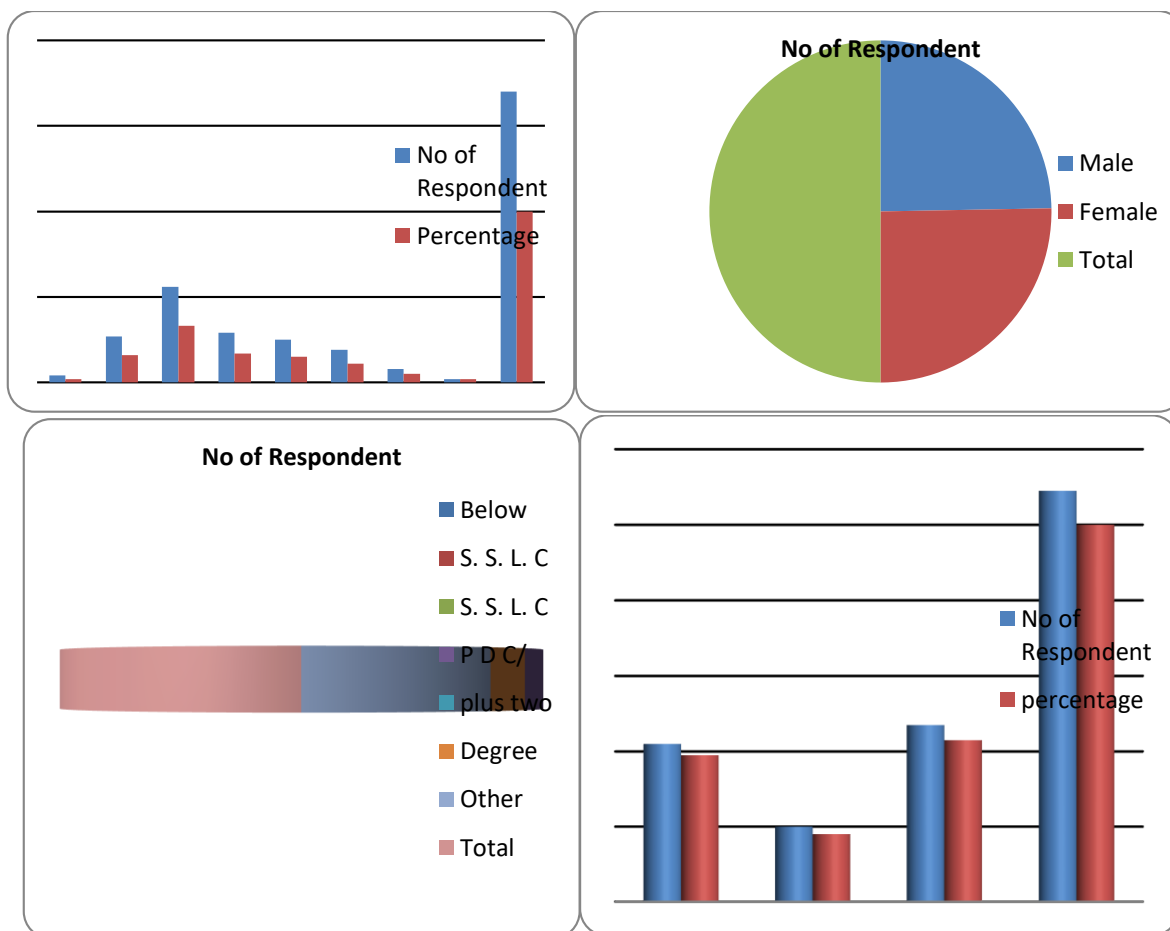 No of
Respondent
Percentage
No of Respondent
Male
Female
Total
No of Respondent
Below
S. S. L. C
S. S. L. C
P D C/
plus two
Degree
Other
Total
No of
Respondent
percentage